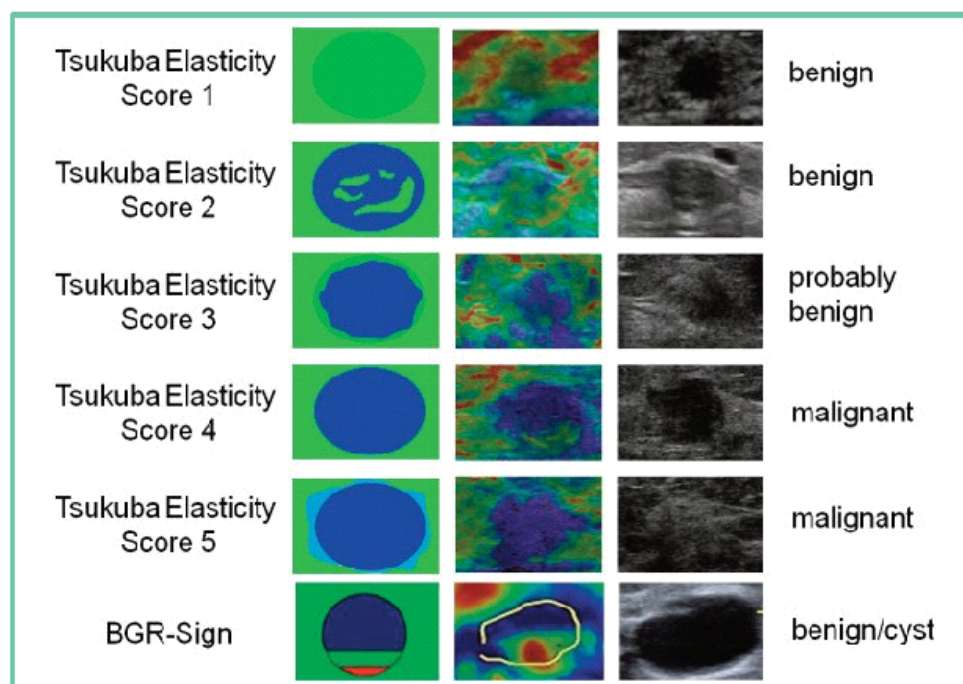 Tsukuba Elasticity
Score 1
benign
Tsukuba Elasticity
Score 2
benign
Tsukuba Elasticity
Score 3
probably
benign
Tsukuba Elasticity
Score 4
malignant
Tsukuba Elasticity
Score 5
malignant
BGR-Sign
benign/cyst